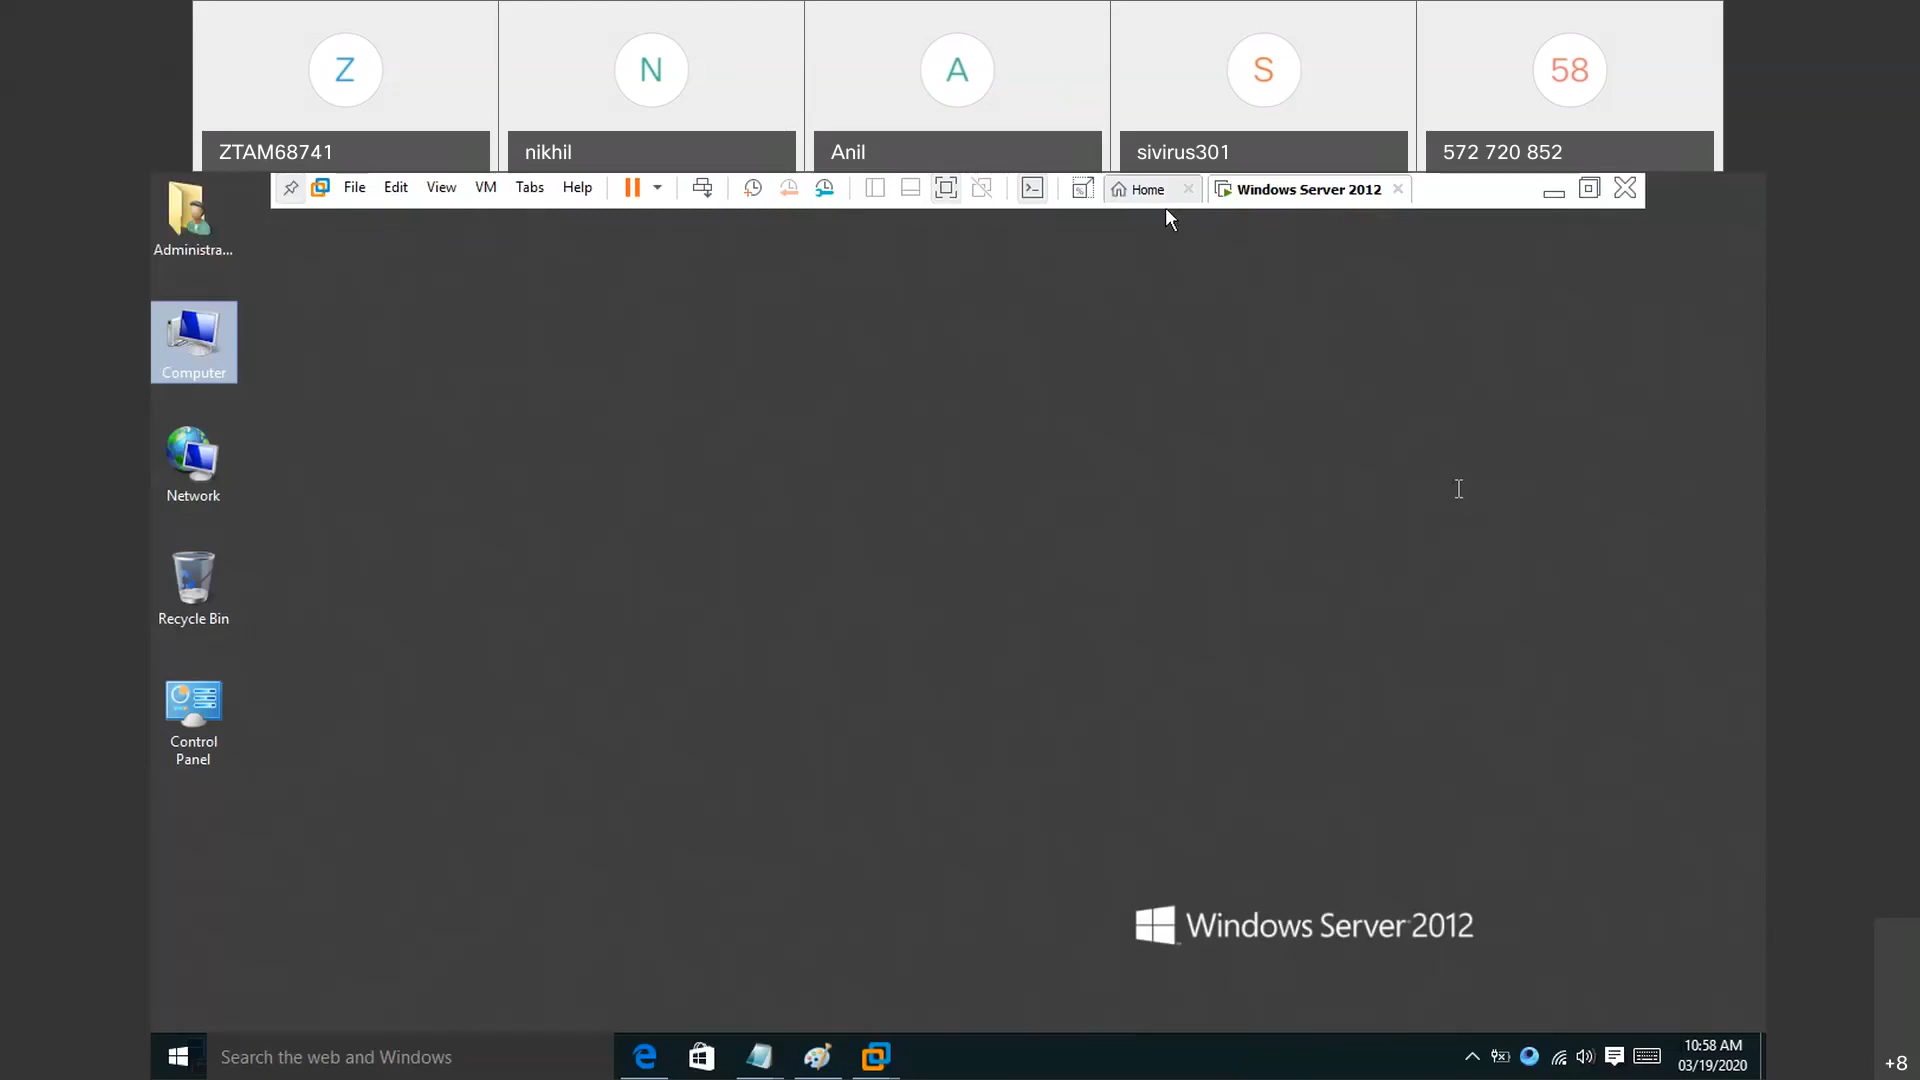 Z
N
A
S
58
ZTAM68741
nikhil
Anil
sivirus301
572 720 852
File
Edit
View
VM
Tabs
Help
Home
Windows Server 2012
Administra...
Computer
Network
Recycle Bin
Control
Panel
Windows Server 2012
Search the web and Windows
10:58 AM
03/19/2020
+8